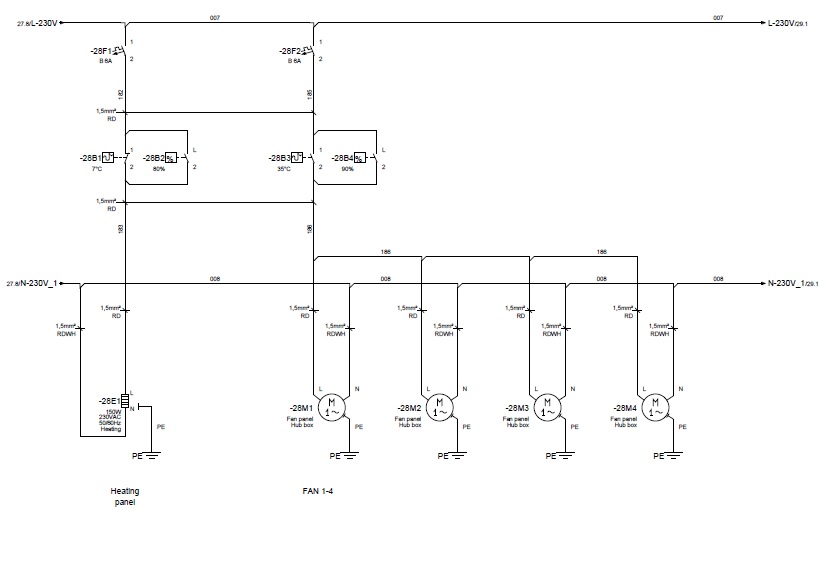 007
007
27.8/L-230V
L-230V/29.1
-28F1
B 6A
1
2
-28F2
B 6A
1
2
182
185
1,5mm²
RD
-28B1
7°C
1
2
-28B2
%
80%
L
2
-28B3
35°C
1
2
-28B4
%
90%
L
2
1,5mm²
RD
183
186
186
186
27.8/N-230V_1
008
008
008
008
N-230V_1/29.1
1,5mm²
RD
1,5mm²
RD
1,5mm²
RD
1,5mm²
RD
1,5mm²
RD
1,5mm²
RDWH
1,5mm²
RDWH
1,5mm²
RDWH
1,5mm²
RDWH
1,5mm²
RDWH
-28E1
150W
230VAC
50/60Hz
Heating
L
N
PE
PE
-28M1
Fan panel
Hub box
L
N
M
1~
PE
PE
-28M2
Fan panel
Hub box
L
N
M
1~
PE
PE
-28M3
Fan panel
Hub box
L
N
M
1~
PE
PE
-28M4
Fan panel
Hub box
L
N
M
1~
PE
PE
Heating
panel
FAN 1-4